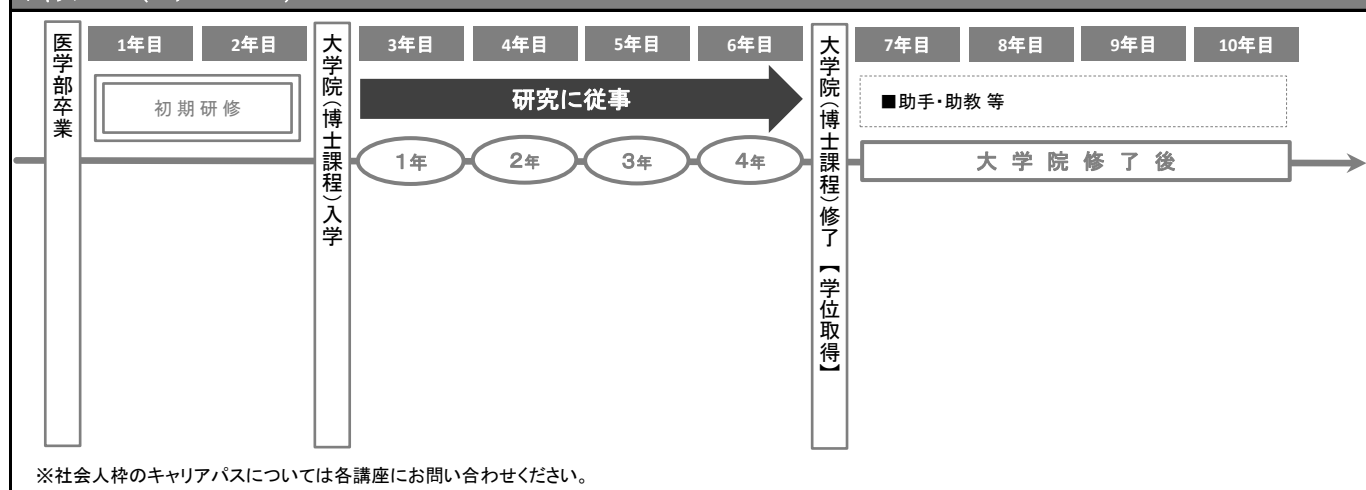 医学部卒業
1年目
2年目
初期研修
大学院(博士課程)入学
3年目
4年目
5年目
6年目
研究に従事
1年
2年
3年
4年
大学院(博士課程)修了【学位取得】
7年目
8年目
9年目
10年目
■助手・助教 等
大学院修了後
※社会人枠のキャリアパスについては各講座にお問い合わせください。